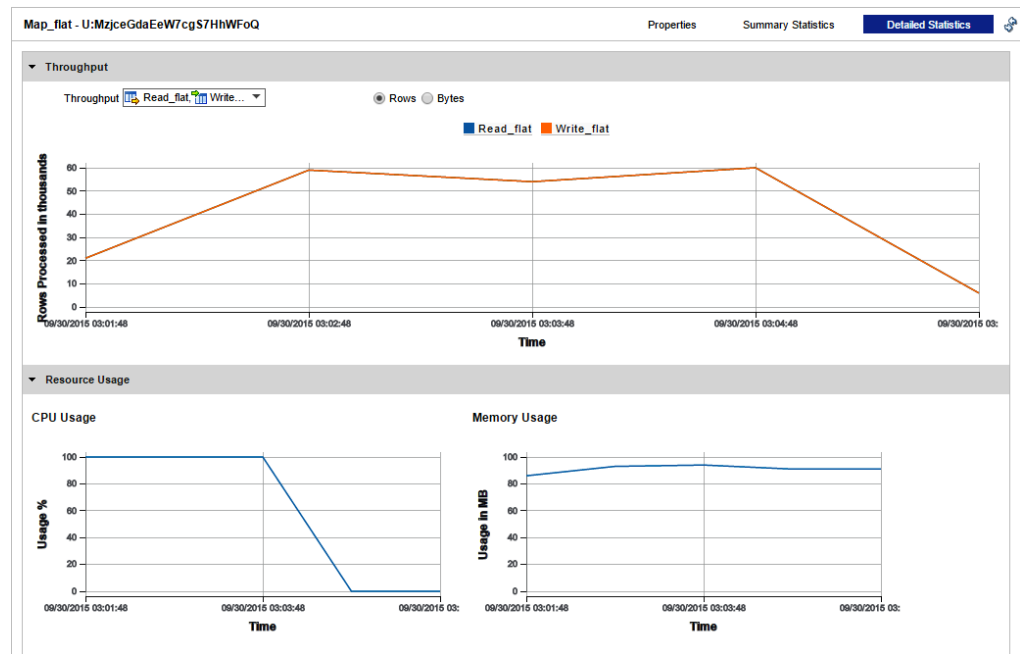 Map_flat - U:MzjceGdaEeW7cgS7HhWFoQ Properties Summary Statistics Detailed Statistics
Throughput
Throughput Read_flat, Write... Rows Bytes
Read_flat Write_flat
Rows Processed in thousands
60
50
40
30
20
10
0
09/30/2015 03:01:48 09/30/2015 03:02:48 09/30/2015 03:03:48 09/30/2015 03:04:48 09/30/2015 03:
Time
Resource Usage
CPU Usage
Usage %
100
80
60
40
20
0
09/30/2015 03:01:48 09/30/2015 03:03:48 09/30/2015 03:
Time
Memory Usage
Usage in MB
100
80
60
40
20
0
09/30/2015 03:01:48 09/30/2015 03:03:48 09/30/2015 03:
Time